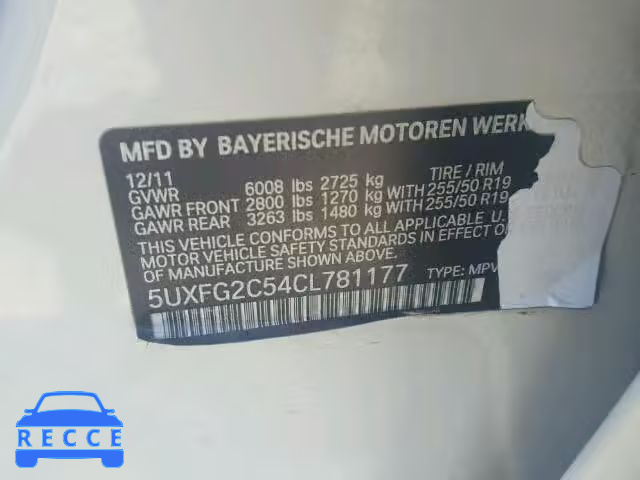 MFD BY BAYERISCHE MOTOREN WERK
12/11 TIRE / RIM
GVWR 6008 lbs 2725 kg
GAWR FRONT 2800 lbs 1270 kg WITH 255/50 R19
GAWR REAR 3263 lbs 1480 kg WITH 255/50 R19
THIS VEHICLE CONFORMS TO ALL APPLICABLE U.
MOTOR VEHICLE SAFETY STANDARDS IN EFFECT
MANUFACTURE SHOWN ABOVE.
5UXFG2C54CL781177 TYPE: MPV
RECCE